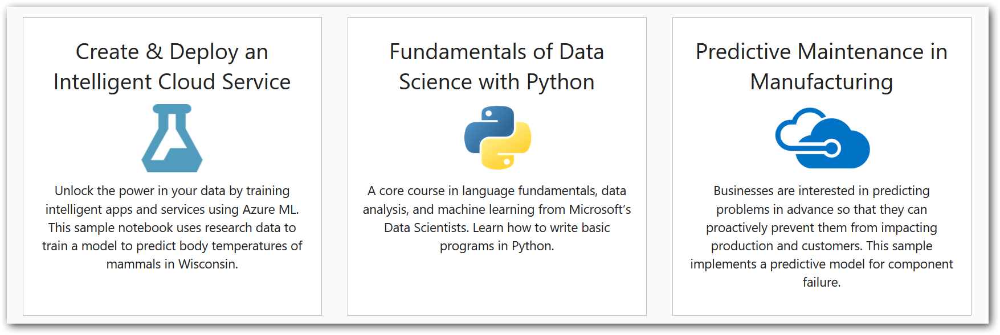 Create & Deploy an
Intelligent Cloud Service
Unlock the power in your data by training
intelligent apps and services using Azure ML.
This sample notebook uses research data to
train a model to predict body temperatures of
mammals in Wisconsin.
Fundamentals of Data
Science with Python
A core course in language fundamentals, data
analysis, and machine learning from Microsoft’s
Data Scientists. Learn how to write basic
programs in Python.
Predictive Maintenance in
Manufacturing
Businesses are interested in predicting
problems in advance so that they can
proactively prevent them from impacting
production and customers. This sample
implements a predictive model for component
failure.